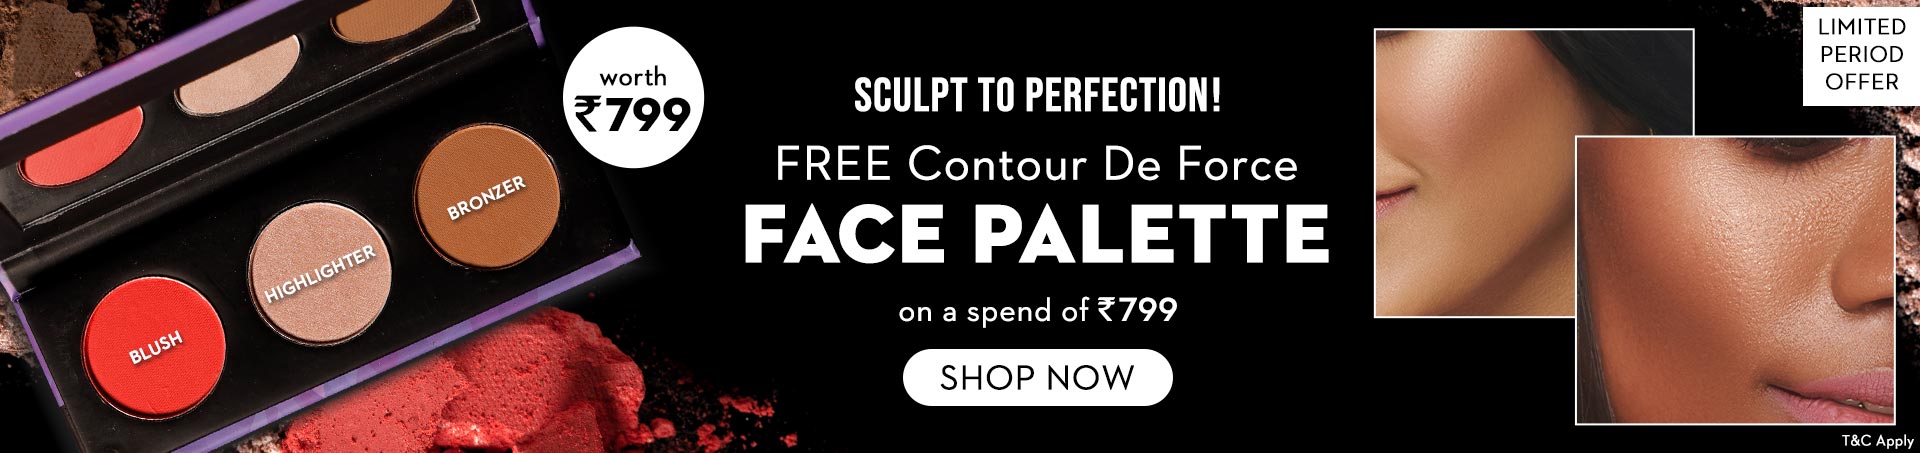 BLUSH
HIGHLIGHTER
BRONZER
worth
₹799
SCULPT TO PERFECTION!
FREE Contour De Force
FACE PALETTE
on a spend of ₹799
SHOP NOW
LIMITED
PERIOD
OFFER
T&C Apply